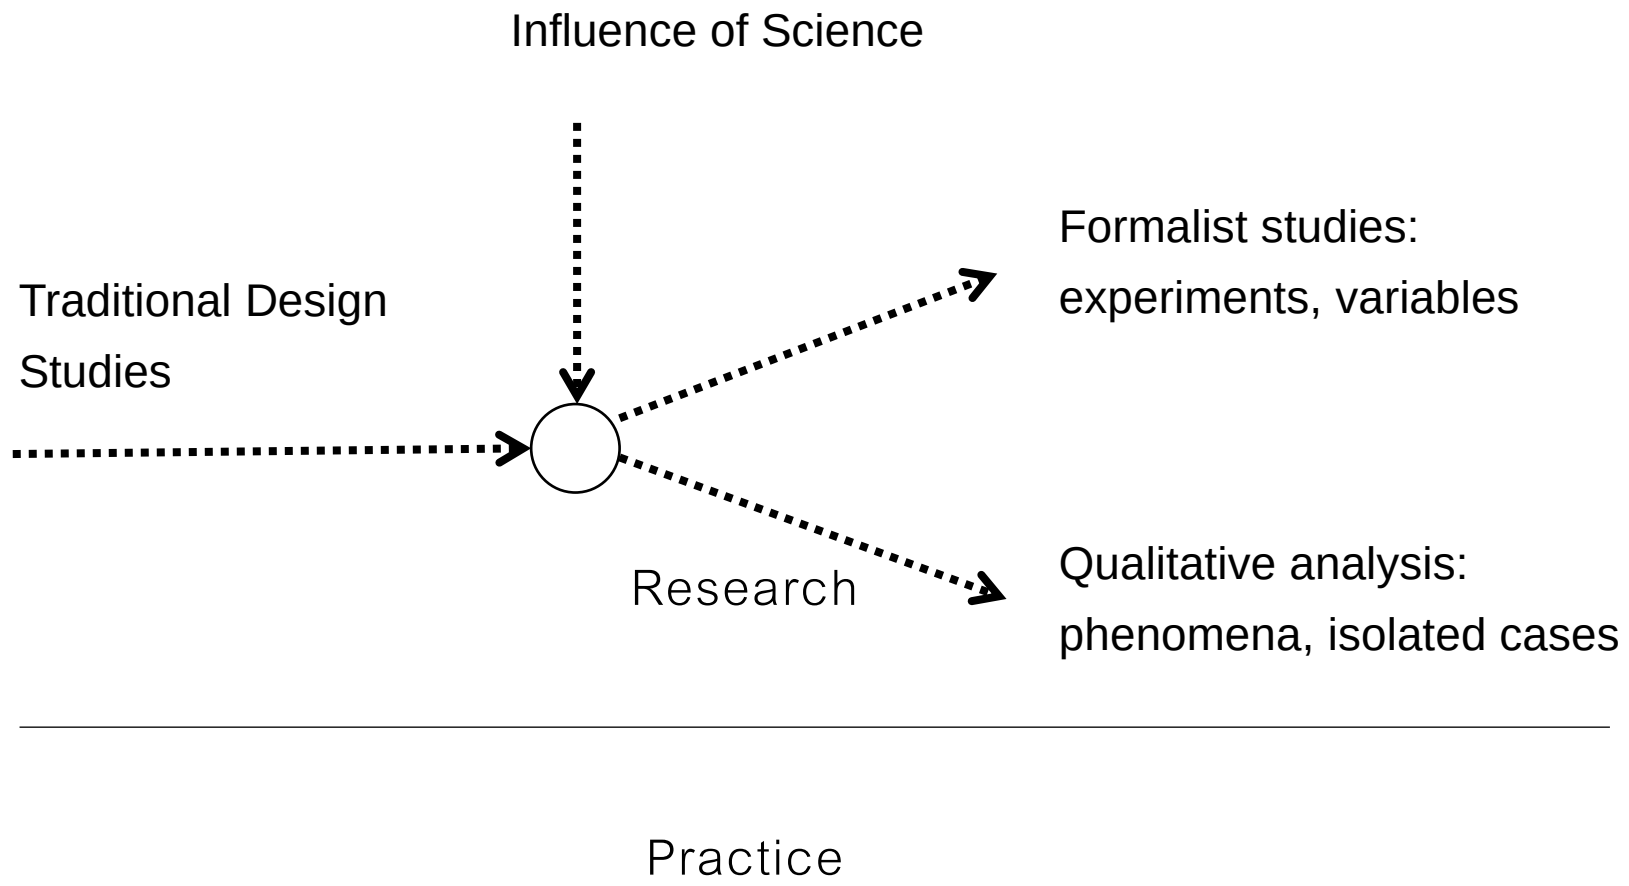 Influence of Science
Traditional Design
Studies
Formalist studies:
experiments, variables
Qualitative analysis:
phenomena, isolated cases
Research
Practice